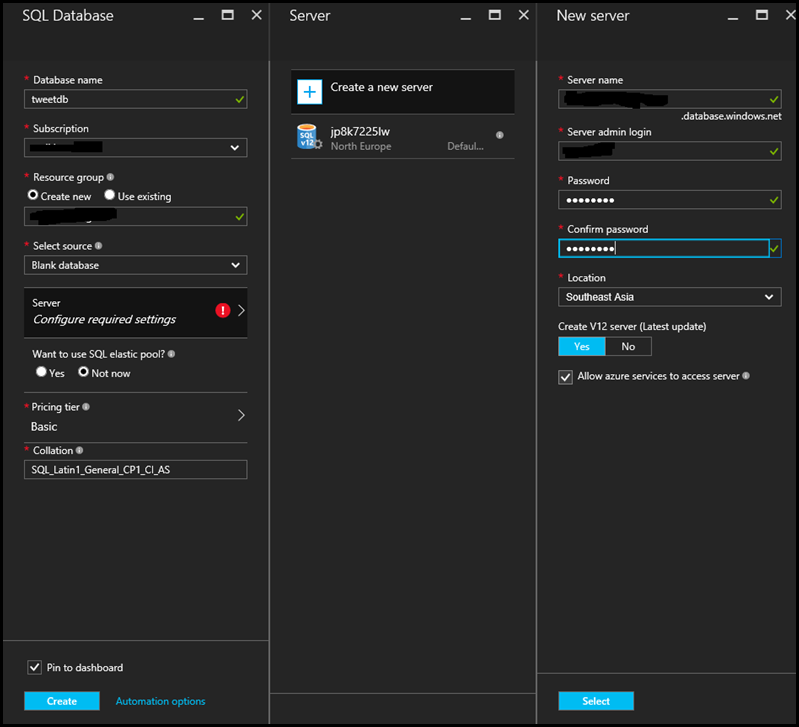 SQL Database
Database name
tweetdb
Subscription
Resource group
Create new
Use existing
Select source
Blank database
Server
Configure required settings
Want to use SQL elastic pool?
Yes
Not now
Pricing tier
Basic
Collation
SQL_Latin1_General_CP1_CI_AS
Pin to dashboard
Create
Automation options
Server
Create a new server
SQL
v12
jp8k7225lw
North Europe
Defaul...
New server
Server name
.database.windows.net
Server admin login
Password
Confirm password
Location
Southeast Asia
Create V12 server (Latest update)
Yes
No
Allow azure services to access server
Select